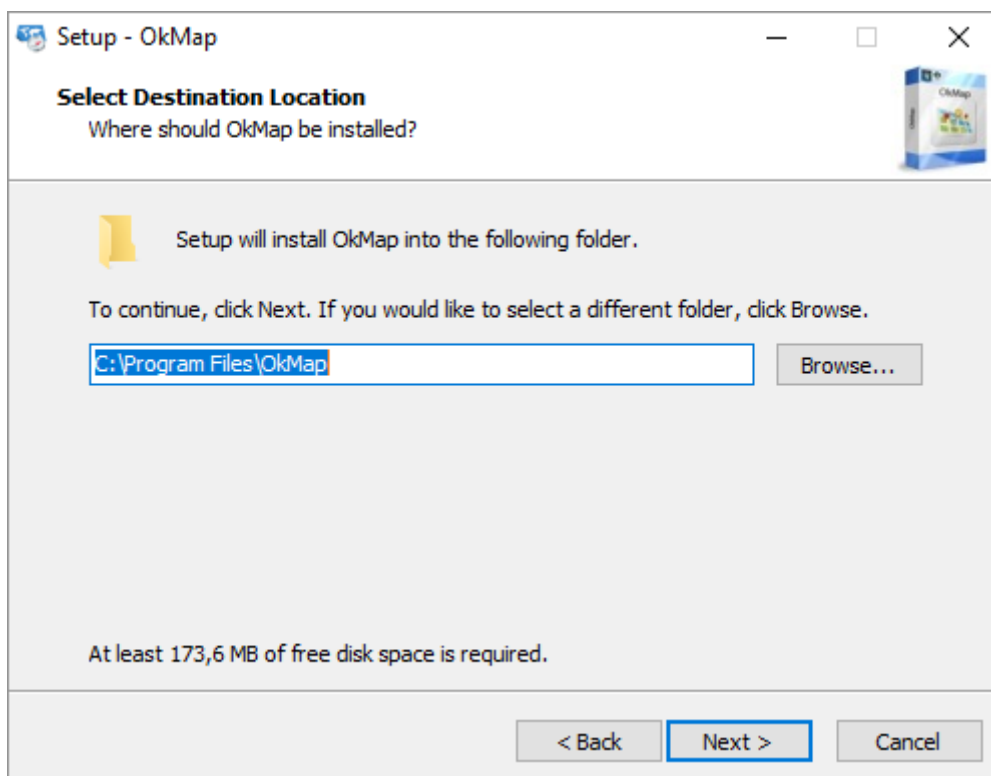 Setup - OkMap
Select Destination Location
Where should OkMap be installed?
OkMap
OkMap
Setup will install OkMap into the following folder.
To continue, click Next. If you would like to select a different folder, click Browse.
C:\Program Files\OkMap
Browse...
At least 173,6 MB of free disk space is required.
< Back
Next >
Cancel